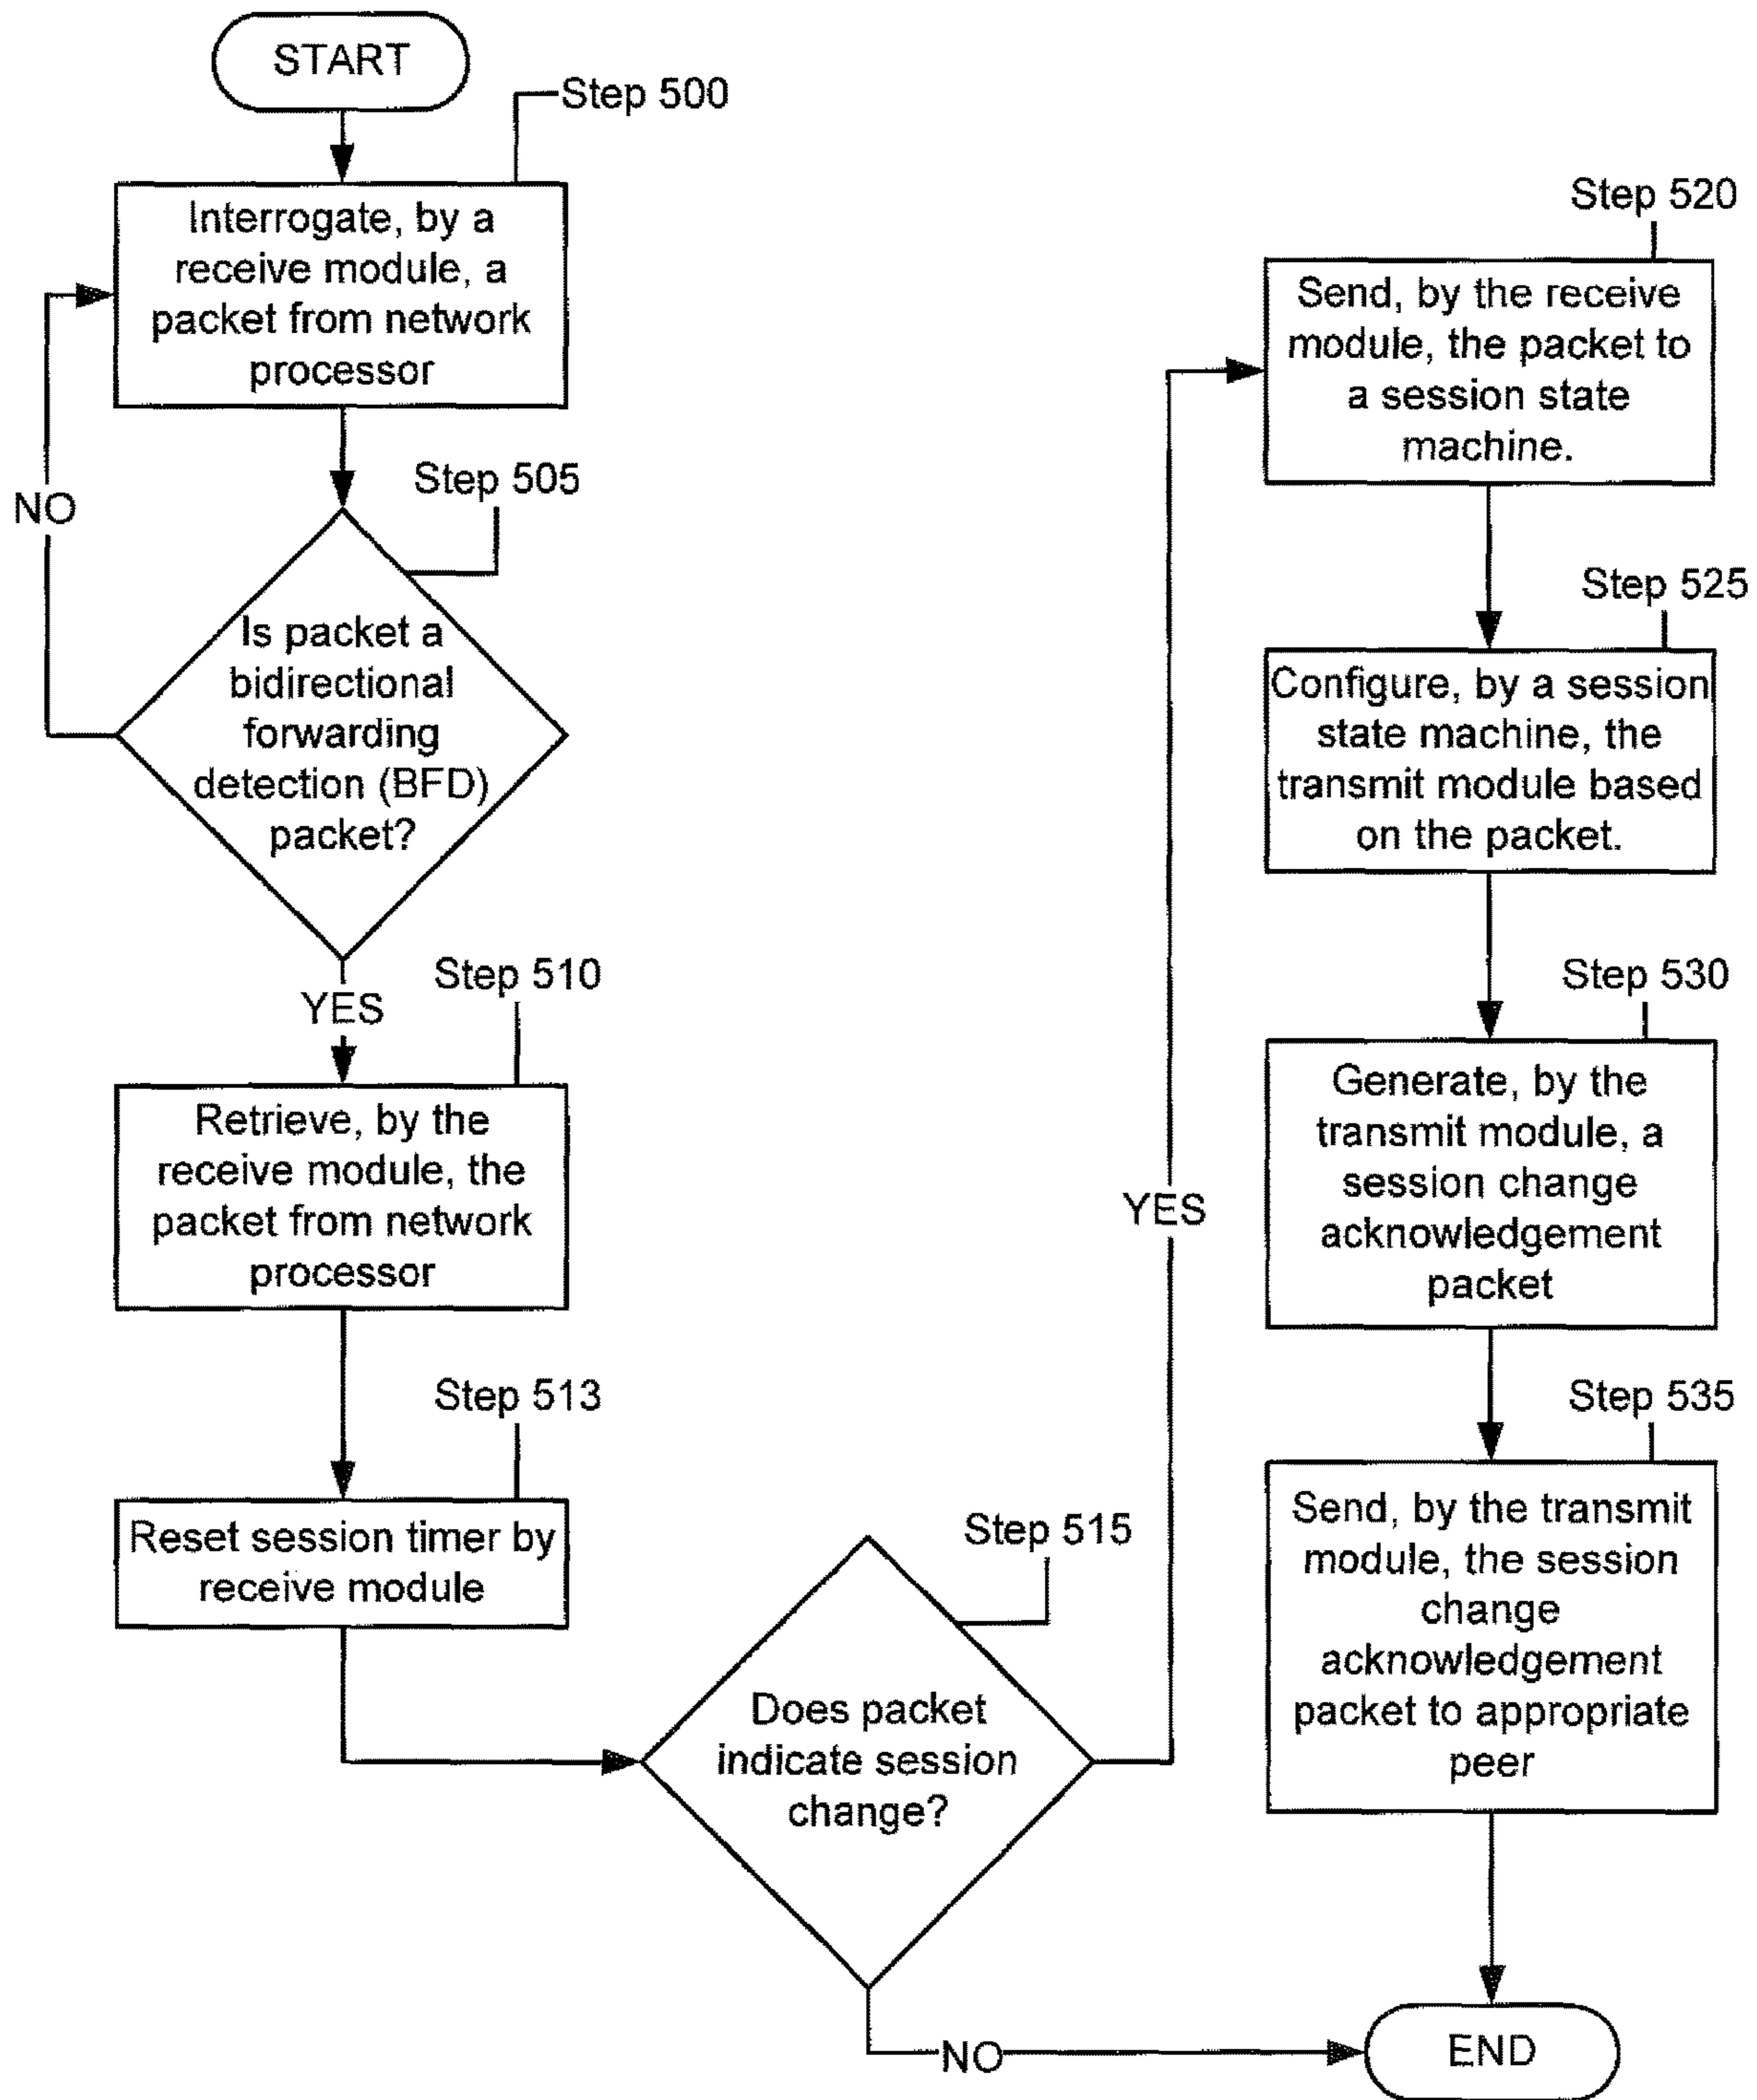 START
Step 500
Interrogate, by a
receive module, a
packet from network
processor
NO
Step 505
Is packet a
bidirectional
forwarding
detection (BFD)
packet?
YES
Step 510
Retrieve, by the
receive module, the
packet from network
processor
Step 513
Reset session timer by
receive module
Step 515
Does packet
indicate session
change?
YES
NO
Step 520
Send, by the receive
module, the packet to
a session state
machine.
Step 525
Configure, by a session
state machine, the
transmit module based
on the packet.
Step 530
Generate, by the
transmit module, a
session change
acknowledgement
packet
Step 535
Send, by the transmit
module, the session
change
acknowledgement
packet to appropriate
peer
END